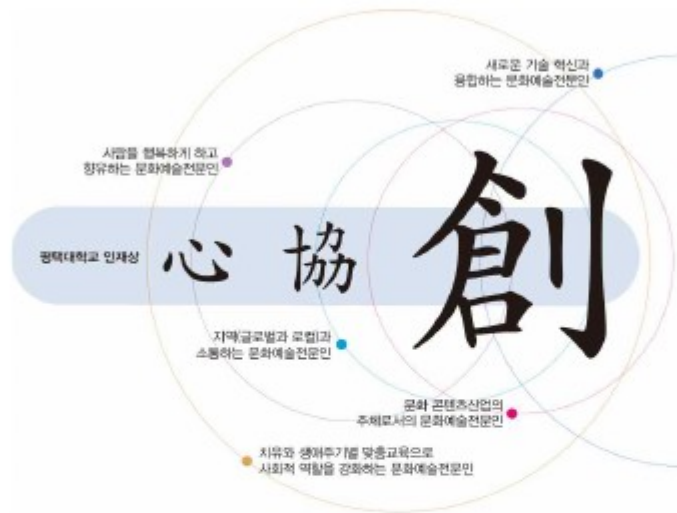 새로운 기술 혁신과
융합하는 문화예술전문인
사람을 행복하게 하고
향유하는 문화예술전문인
평택대학교 인재상
心 協 創
지역(글로벌과 로컬)과
소통하는 문화예술전문인
문화 콘텐츠산업의
주체로서의 문화예술전문인
치유와 생애주기별 맞춤교육으로
사회적 역할을 강화하는 문화예술전문인